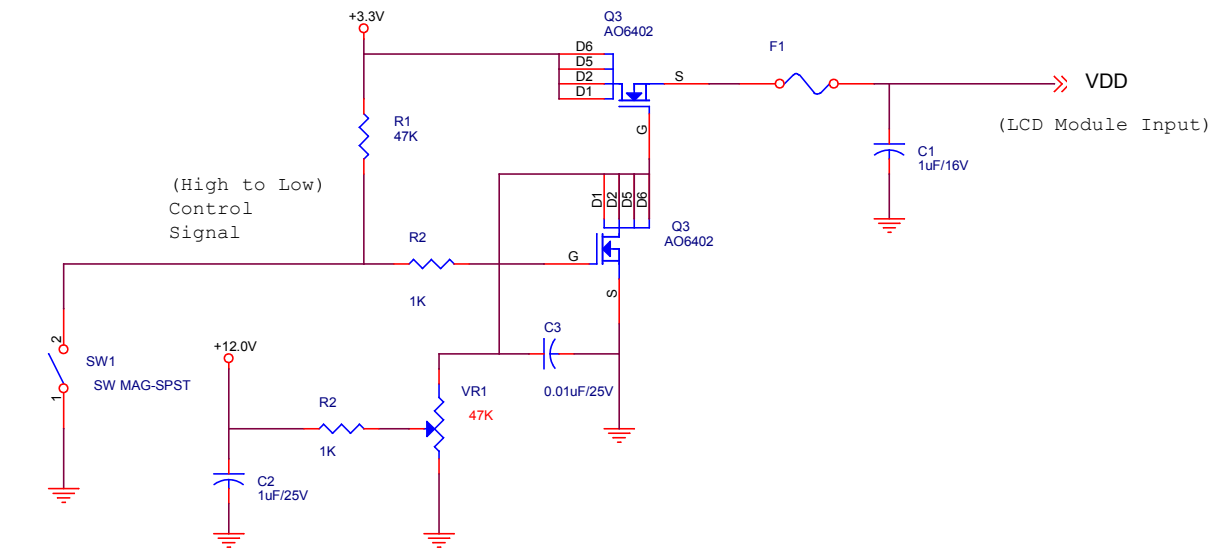 +3.3V
Q3
AO6402
D6
D5
D2
D1
S
G
F1
VDD
(LCD Module Input)
R1
47K
C1
1uF/16V
(High to Low)
Control
Signal
D1
D2
D5
D6
Q3
AO6402
R2
1K
G
S
2
1
SW1
SW MAG-SPST
+12.0V
C3
0.01uF/25V
VR1
47K
R2
1K
C2
1uF/25V